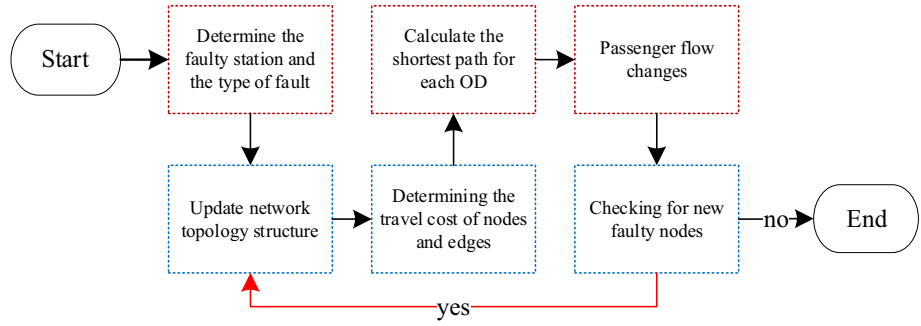 Start
Determine the
faulty station and
the type of fault
Calculate the
shortest path for
each OD
Passenger flow
changes
Update network
topology structure
Determining the
travel cost of nodes
and edges
Checking for new
faulty nodes
no
End
yes